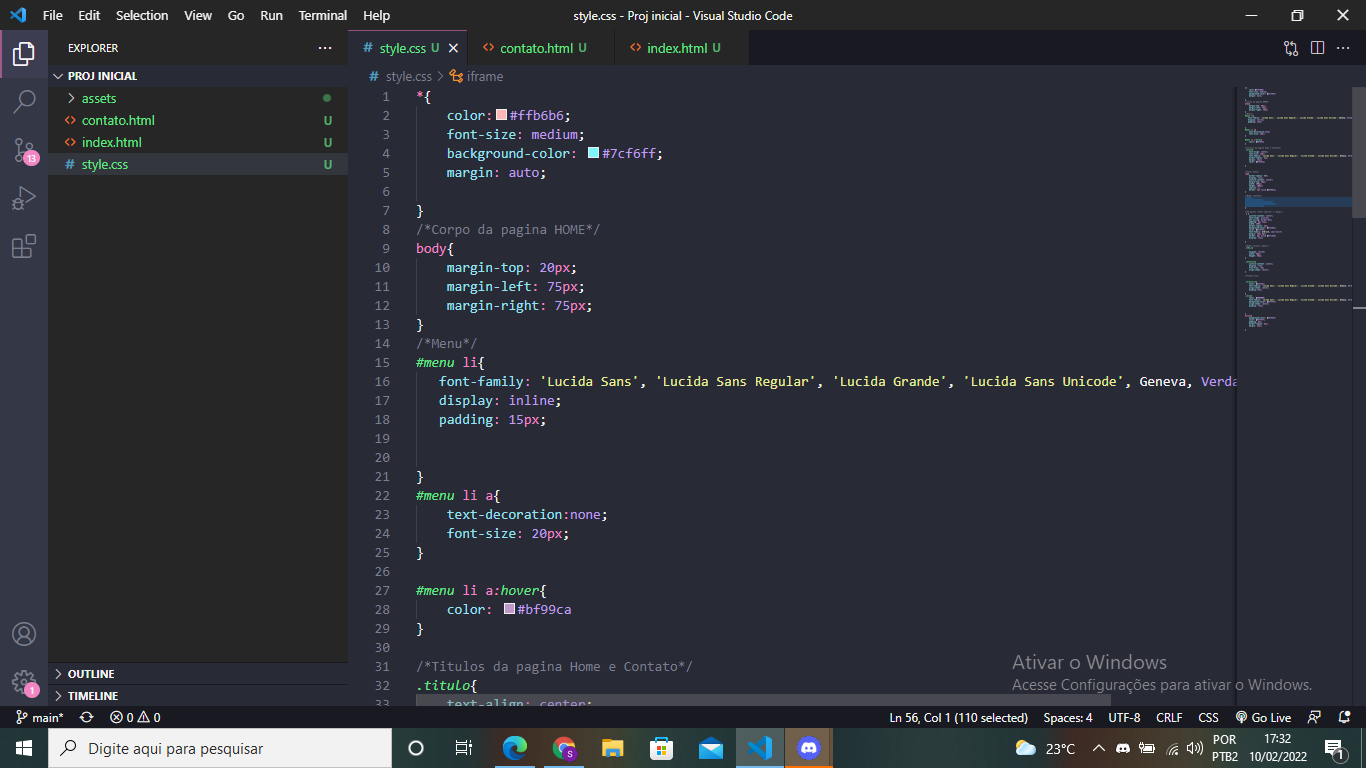 File Edit Selection View Go Run Terminal Help style.css - Proj inicial - Visual Studio Code
EXPLORER
style.css U contato.html U index.html U
PROJ INICIAL
style.css > iframe
assets
contato.html U
index.html U
style.css U
1 *{
2 color: #ffb6b6;
3 font-size: medium;
4 background-color: #7cf6ff;
5 margin: auto;
6
7 }
8 /*Corpo da pagina HOME*/
9 body{
10 margin-top: 20px;
11 margin-left: 75px;
12 margin-right: 75px;
13 }
14 /*Menu*/
15 #menu li{
16 font-family: 'Lucida Sans', 'Lucida Sans Regular', 'Lucida Grande', 'Lucida Sans Unicode', Geneva, Verda
17 display: inline;
18 padding: 15px;
19
20
21 }
22 #menu li a{
23 text-decoration:none;
24 font-size: 20px;
25 }
26
27 #menu li a:hover{
28 color: #bf99ca
29 }
30
31 /*Titulos da pagina Home e Contato*/
32 .titulo{
33 text-align: center;
13
1
OUTLINE
TIMELINE
Ativar o Windows
Acesse Configurações para ativar o Windows.
main* 0 0 Ln 56, Col 1 (110 selected) Spaces: 4 UTF-8 CRLF CSS Go Live
Digite aqui para pesquisar
23°C
POR
PTB2
17:32
10/02/2022
1